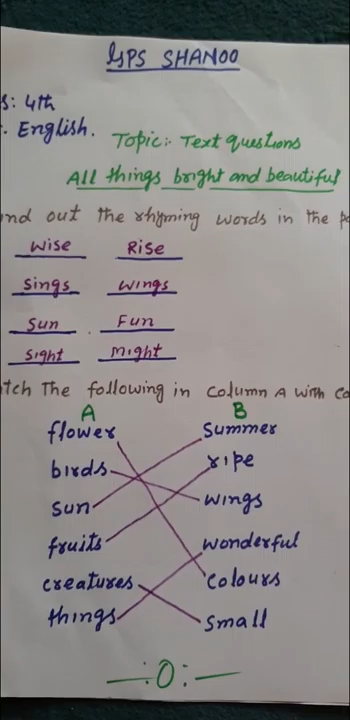 GPS SHANOO
s: 4th
: English.
Topic:- Text questions
All things bright and beautiful
ind out the rhyming words in the po
Wise Rise
Sings Wings
Sun Fun
Sight Might
tch The following in Column A with Co
A B
flower Summer
birds ripe
sun wings
fruits wonderful
creatures colours
things small
—:0:—